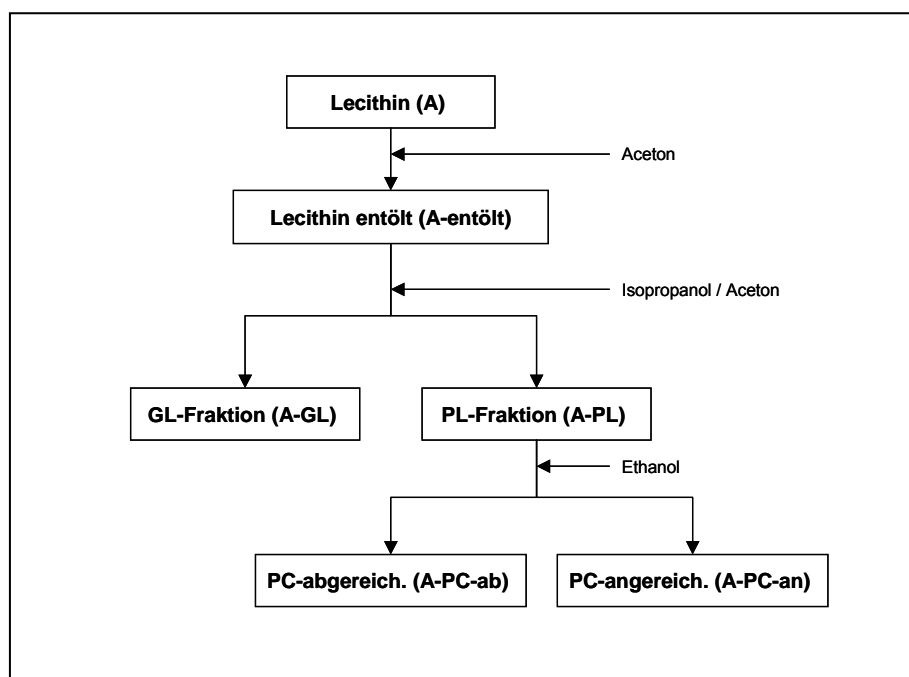 Lecithin (A)
Aceton
Lecithin entölt (A-entölt)
Isopropanol / Aceton
GL-Fraktion (A-GL)
PL-Fraktion (A-PL)
Ethanol
PC-abgereich. (A-PC-ab)
PC-angereich. (A-PC-an)